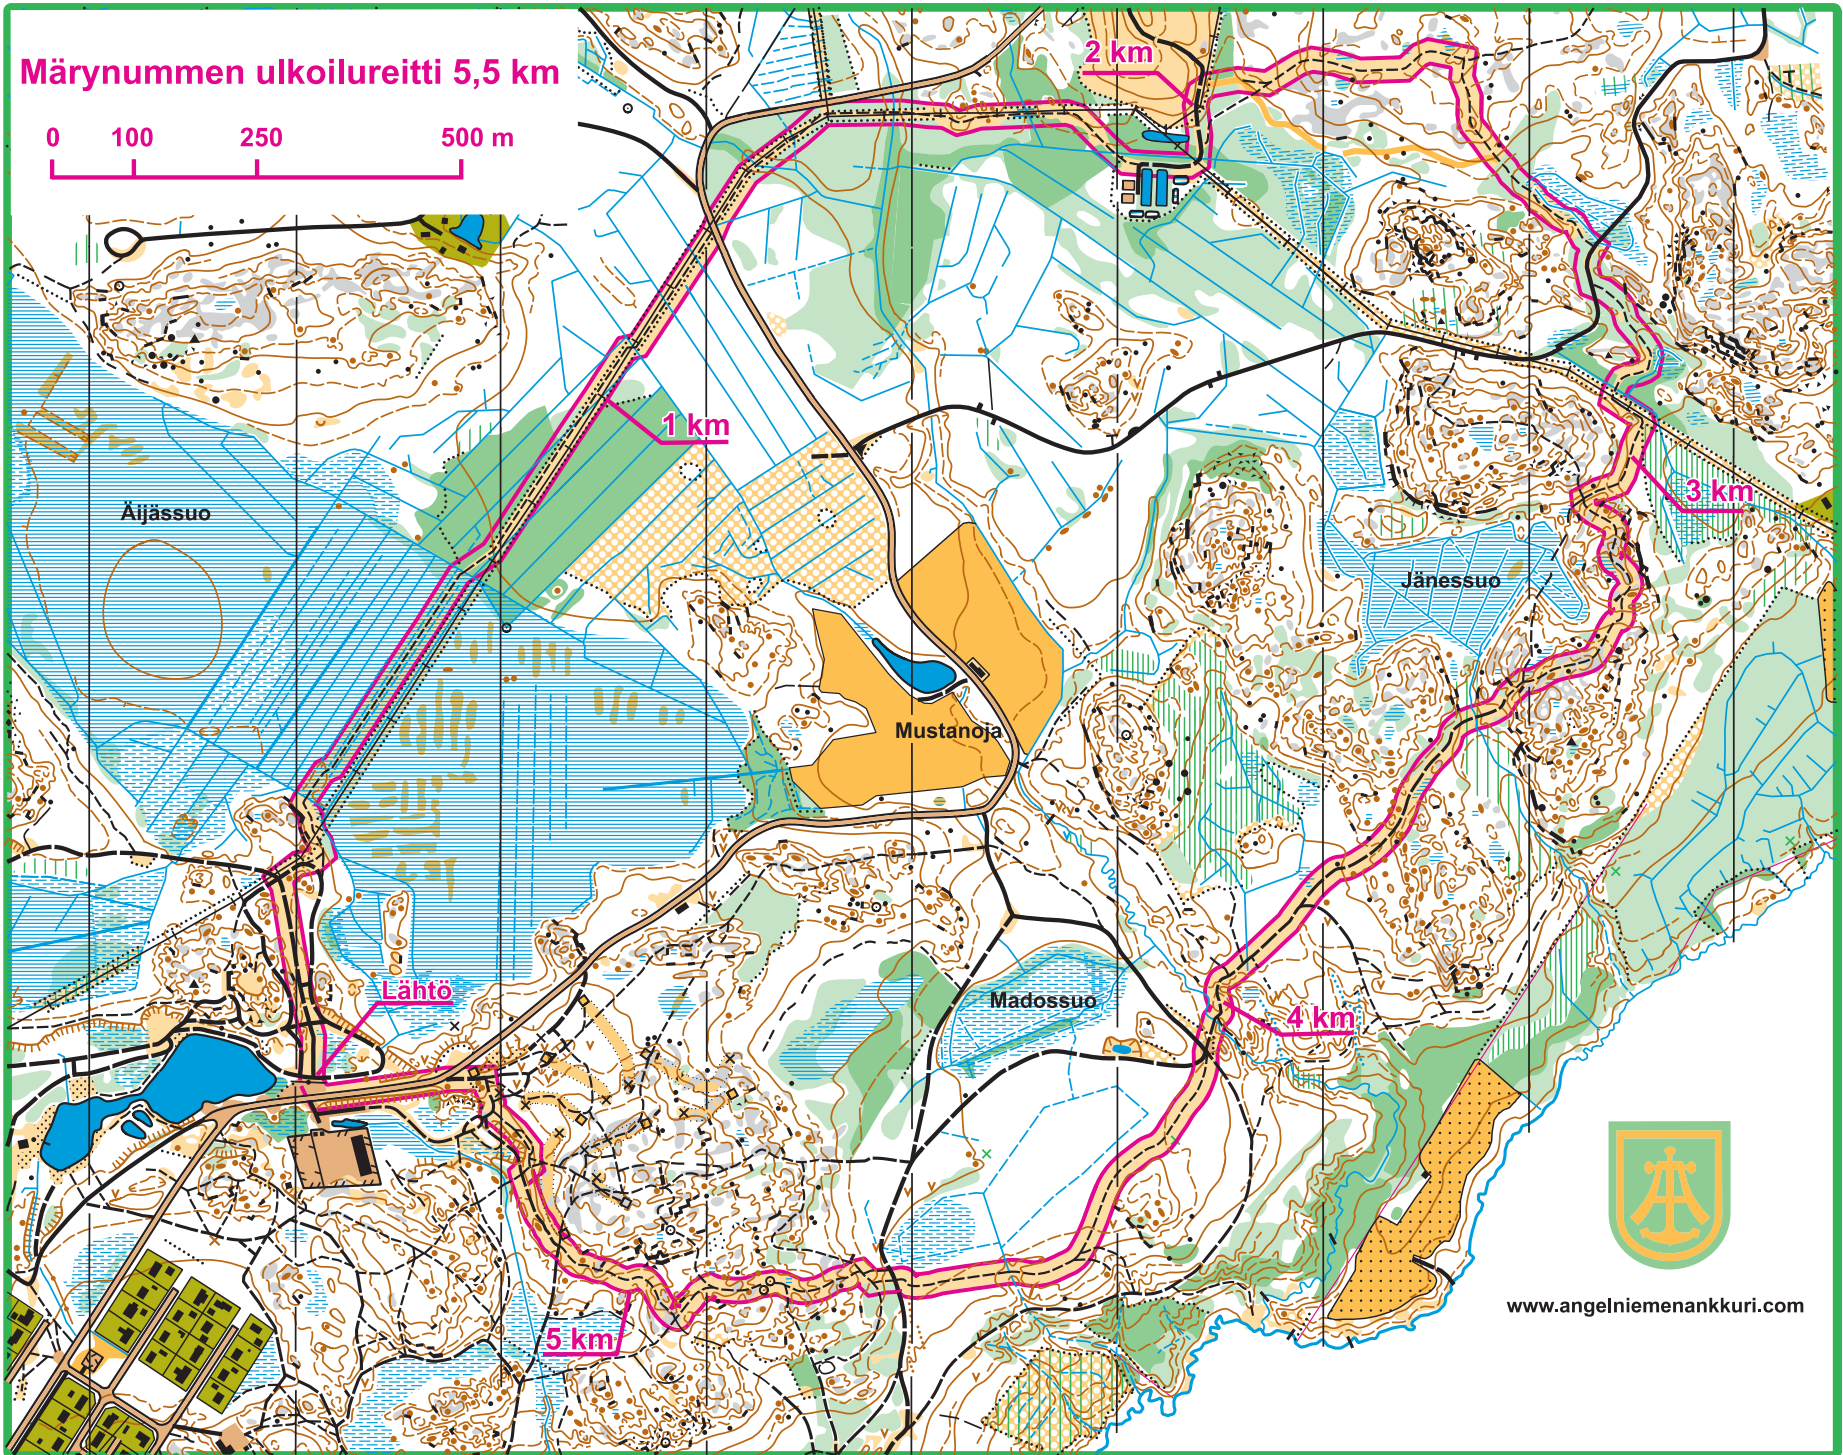 Märynummen ulkoilureitti 5,5 km
0 100 250 500 m
2 km
1 km
3 km
Äijässuo
Jänessuo
Mustanoja
Lähtö
Madossuo
4 km
5 km
www.angelniemenankkuri.com